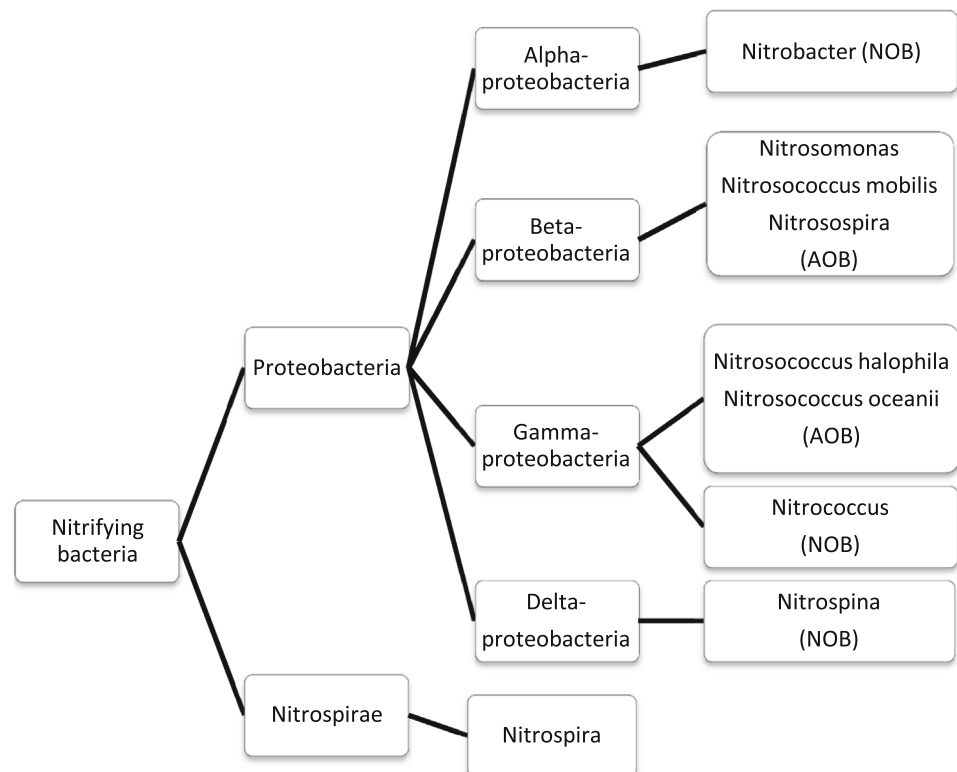 Nitrifying
bacteria
Proteobacteria
Alpha-
proteobacteria
Nitrobacter (NOB)
Beta-
proteobacteria
Nitrosomonas
Nitrosococcus mobilis
Nitrosospira
(AOB)
Gamma-
proteobacteria
Nitrosococcus halophila
Nitrosococcus oceanii
(AOB)
Nitrococcus
(NOB)
Delta-
proteobacteria
Nitrospina
(NOB)
Nitrospirae
Nitrospira